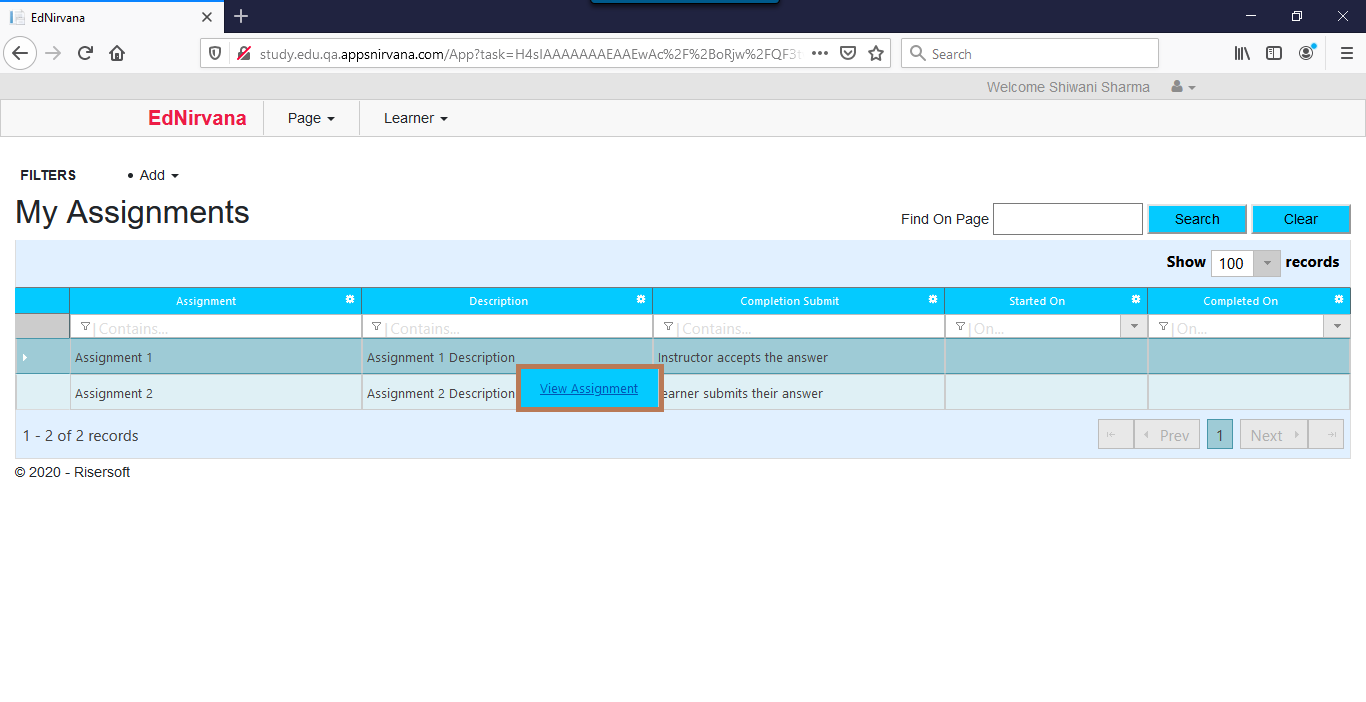 EdNirvana
study.edu.qa.appsnirvana.com/App?task=H4sIAAAAAAAEAAEwAc%2F%2BoRjw%2FQF3t
Search
Welcome Shiwani Sharma
EdNirvana Page Learner
FILTERS • Add
My Assignments
Find On Page Search Clear
Show 100 records
Assignment Description Completion Submit Started On Completed On
Contains... Contains... Contains... On... On...
Assignment 1 Assignment 1 Description Instructor accepts the answer
Assignment 2 Assignment 2 Description earner submits their answer
View Assignment
1 - 2 of 2 records Prev 1 Next
© 2020 - Risersoft